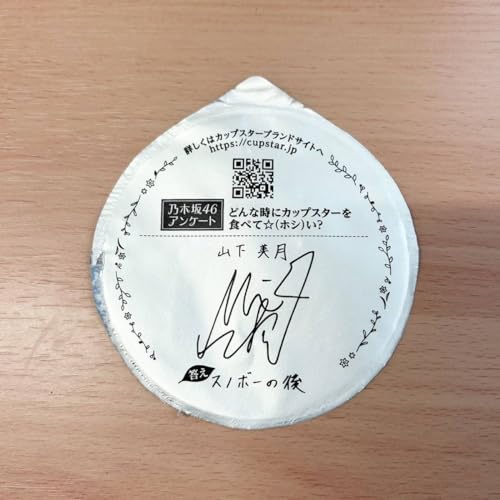 詳しくはカップスターブランドサイトへ
https://cupstar.jp
乃木坂46
アンケート
どんな時にカップスターを
食べて☆(ホシ)い?
山下 美月
答え スノボーの後